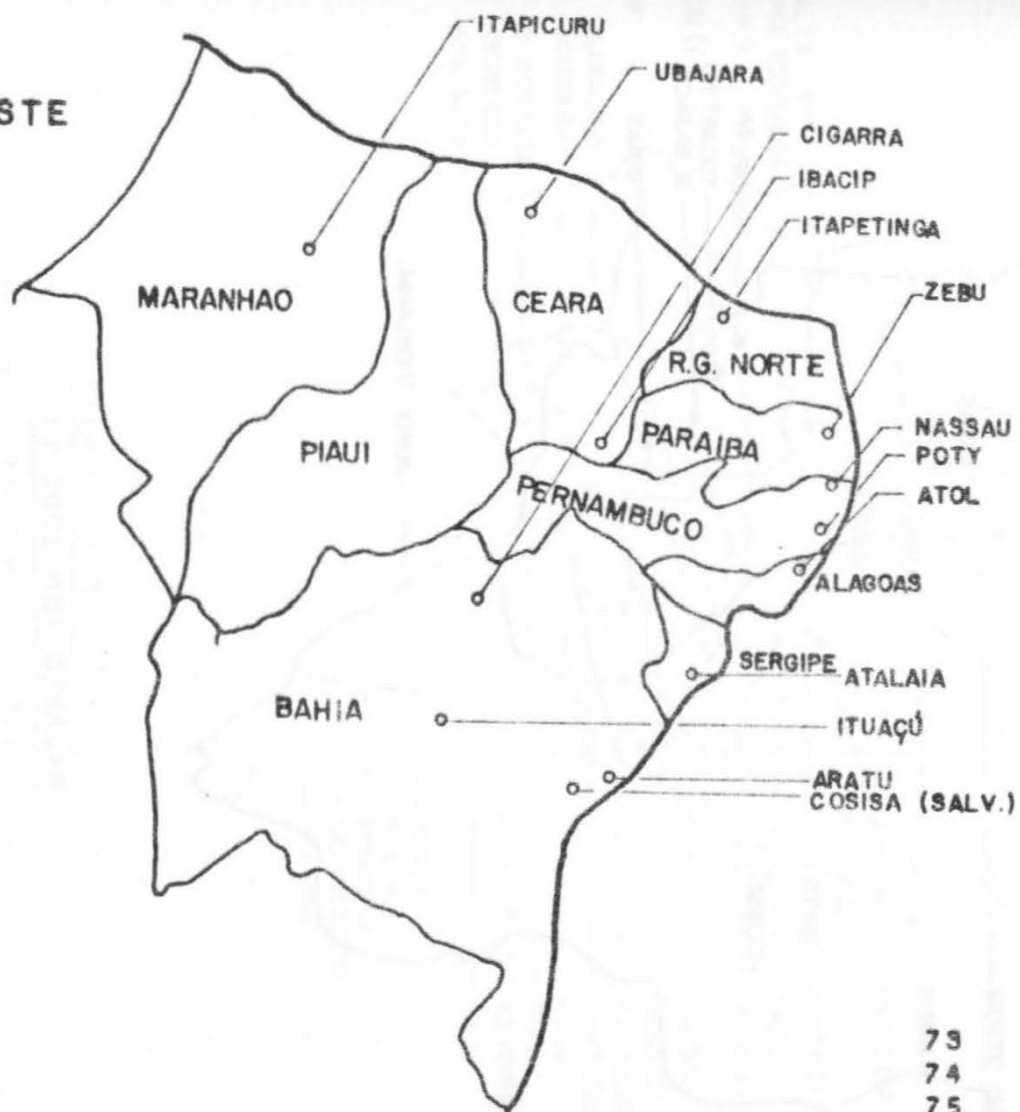 ITAPICURU
UBAJARA
STE
CIGARRA
IBACIP
ITAPETINGA
ZEBU
MARANHAO
CEARA
R.G. NORTE
NASSAU
PARAIBA
PIAUI
POTY
PERNAMBUCO
ATOL
ALAGOAS
SERGIPE
ATALAIA
BAHIA
ITUAÇÚ
ARATU
COSISA (SALV.)
73
74
75